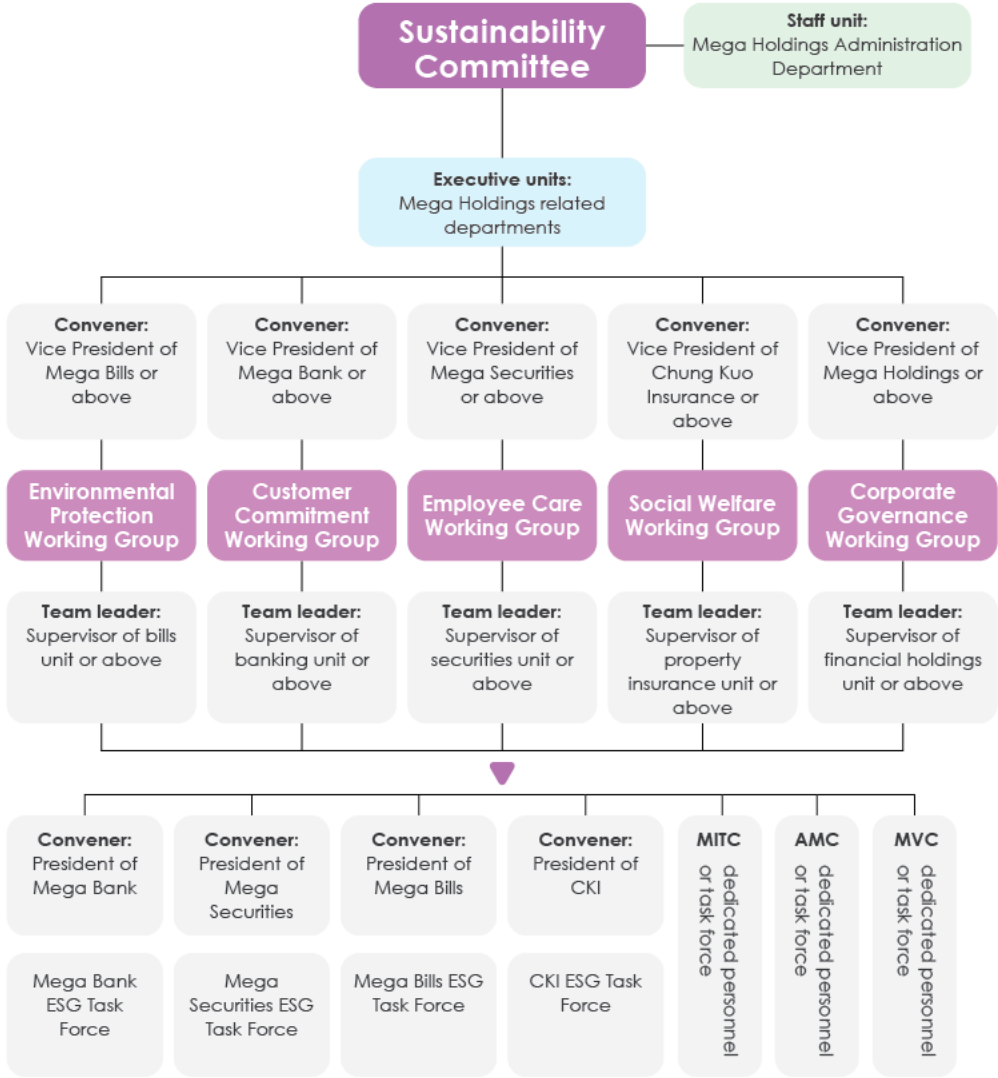 Sustainability
Committee
Staff unit:
Mega Holdings Administration
Department
Executive units:
Mega Holdings related
departments
Convener:
Vice President of
Mega Bills or
above
Convener:
Vice President of
Mega Bank or
above
Convener:
Vice President of
Mega Securities
or above
Convener:
Vice President of
Chung Kuo
Insurance or
above
Convener:
Vice President of
Mega Holdings or
above
Environmental
Protection
Working Group
Customer
Commitment
Working Group
Employee Care
Working Group
Social Welfare
Working Group
Corporate
Governance
Working Group
Team leader:
Supervisor of bills
unit or above
Team leader:
Supervisor of
banking unit or
above
Team leader:
Supervisor of
securities unit or
above
Team leader:
Supervisor of
property
insurance unit or
above
Team leader:
Supervisor of
financial holdings
unit or above
Convener:
President of
Mega Bank
Convener:
President of
Mega
Securities
Convener:
President of
Mega Bills
Convener:
President of
CKI
MITC
dedicated personnel
or task force
AMC
dedicated personnel
or task force
MVC
dedicated personnel
or task force
Mega Bank
ESG Task
Force
Mega
Securities ESG
Task Force
Mega Bills ESG
Task Force
CKI ESG Task
Force